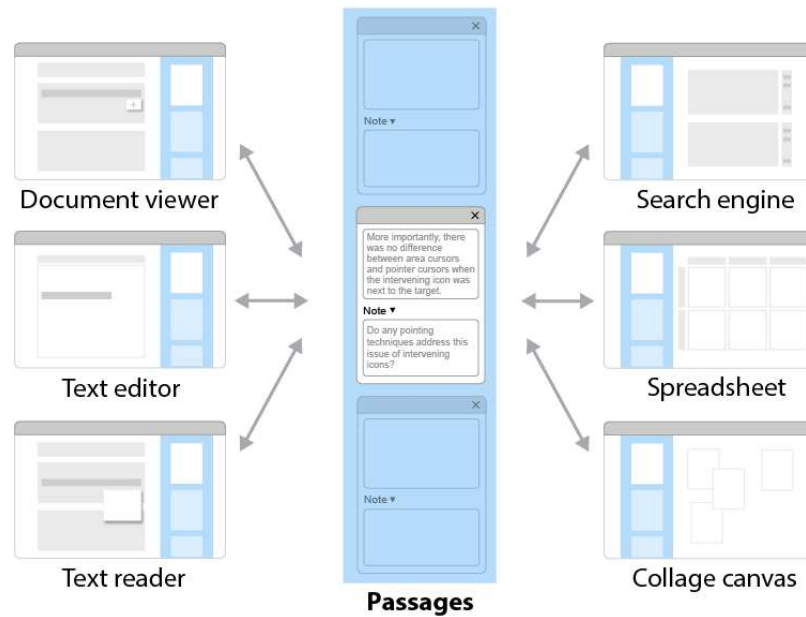 ×
Note ▾
Document viewer
Search engine
×
More importantly, there
was no difference
between area cursors
and pointer cursors when
the intervening icon was
next to the target.
Note ▾
Do any pointing
techniques address this
issue of intervening
icons?
Text editor
Spreadsheet
×
Note ▾
Text reader
Collage canvas
Passages